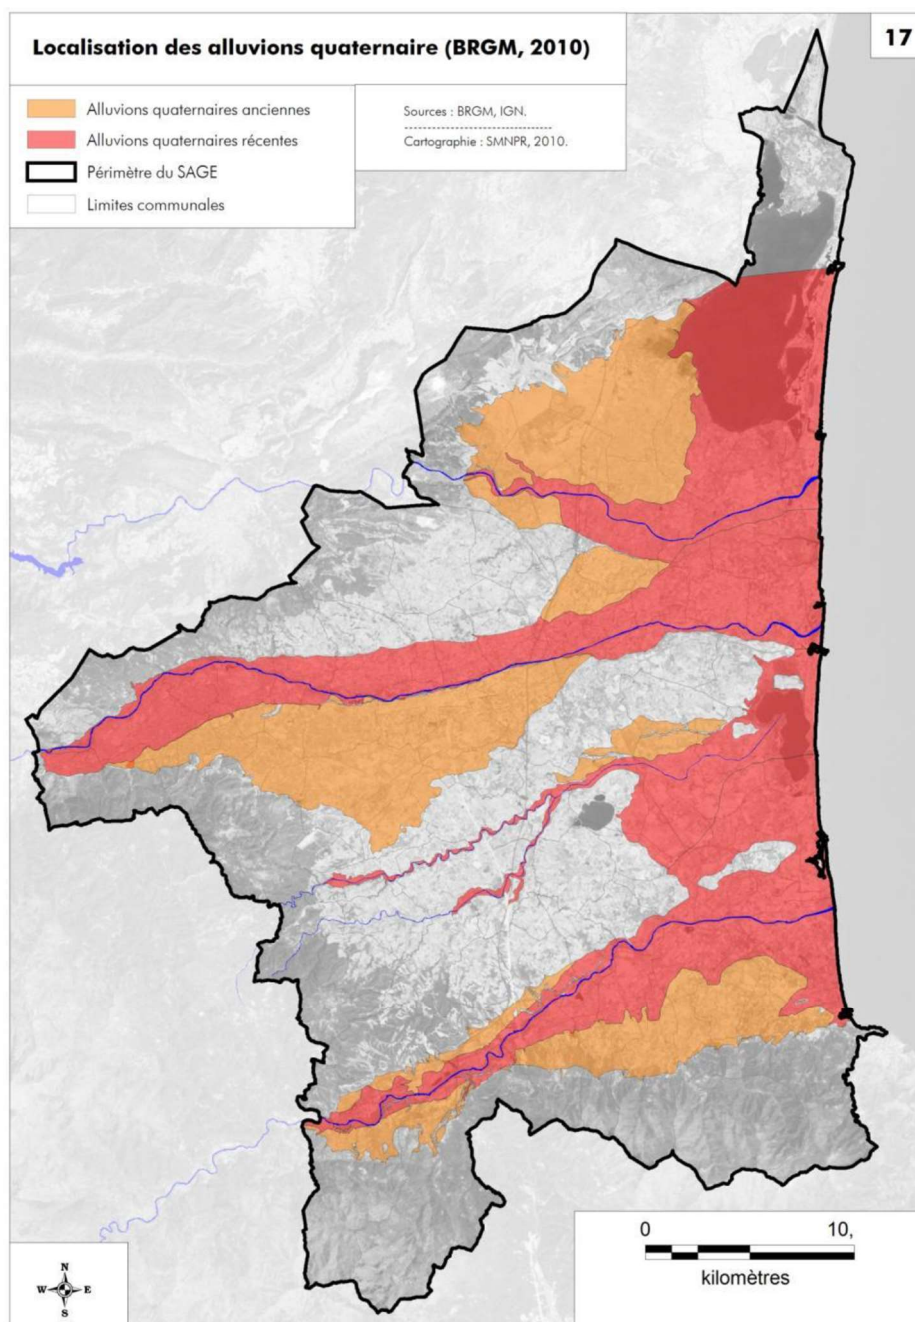 Localisation des alluvions quaternaire (BRGM, 2010)
17
Alluvions quaternaires anciennes
Alluvions quaternaires récentes
Périmètre du SAGE
Limites communales
Sources : BRGM, IGN.
Cartographie : SMNPR, 2010.
N
W E
S
0 10,
kilomètres